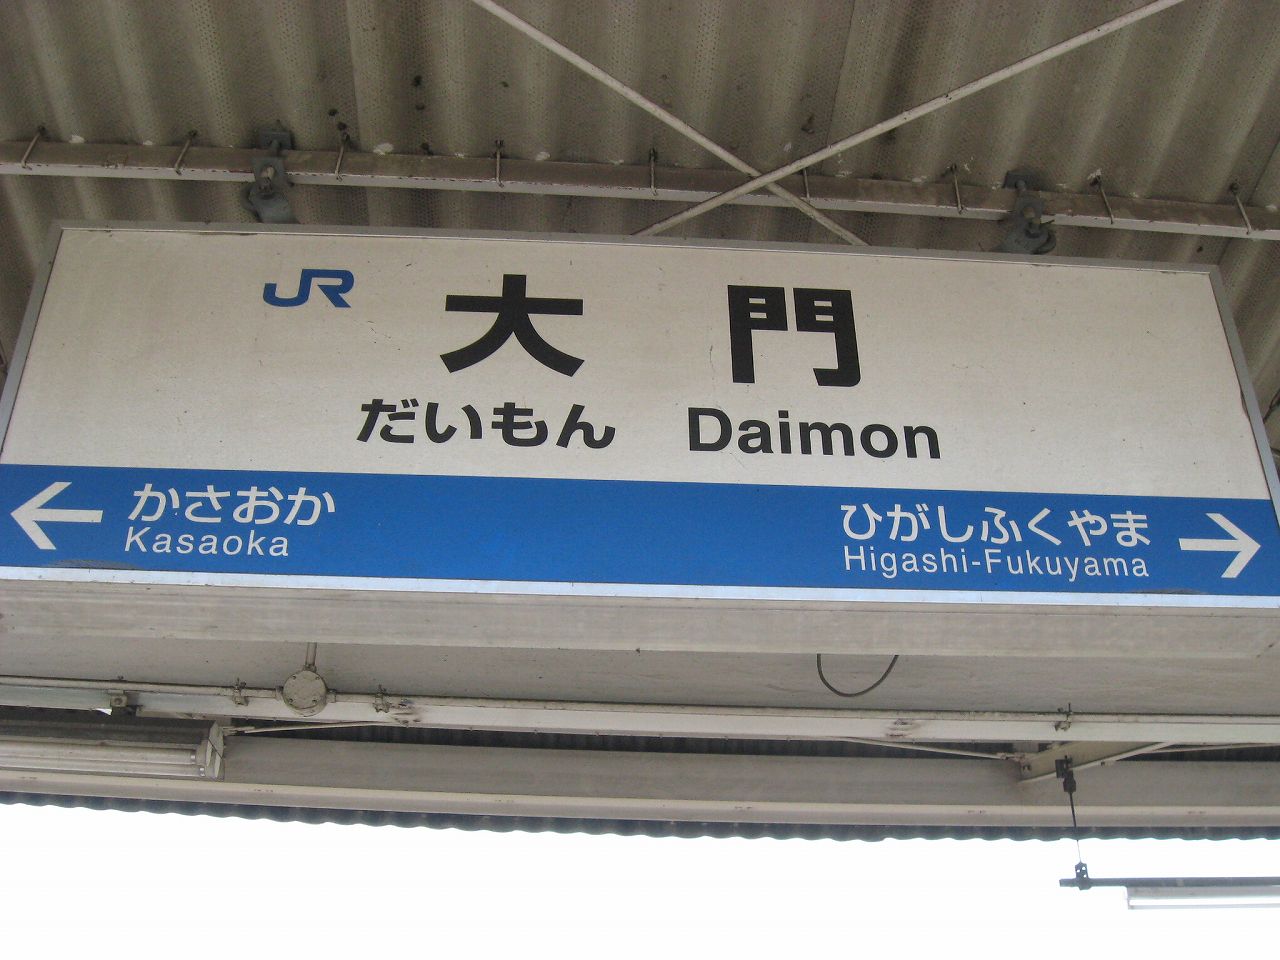 JR 大門
だいもん Daimon
← かさおか
Kasaoka
ひがしふくやま →
Higashi-Fukuyama